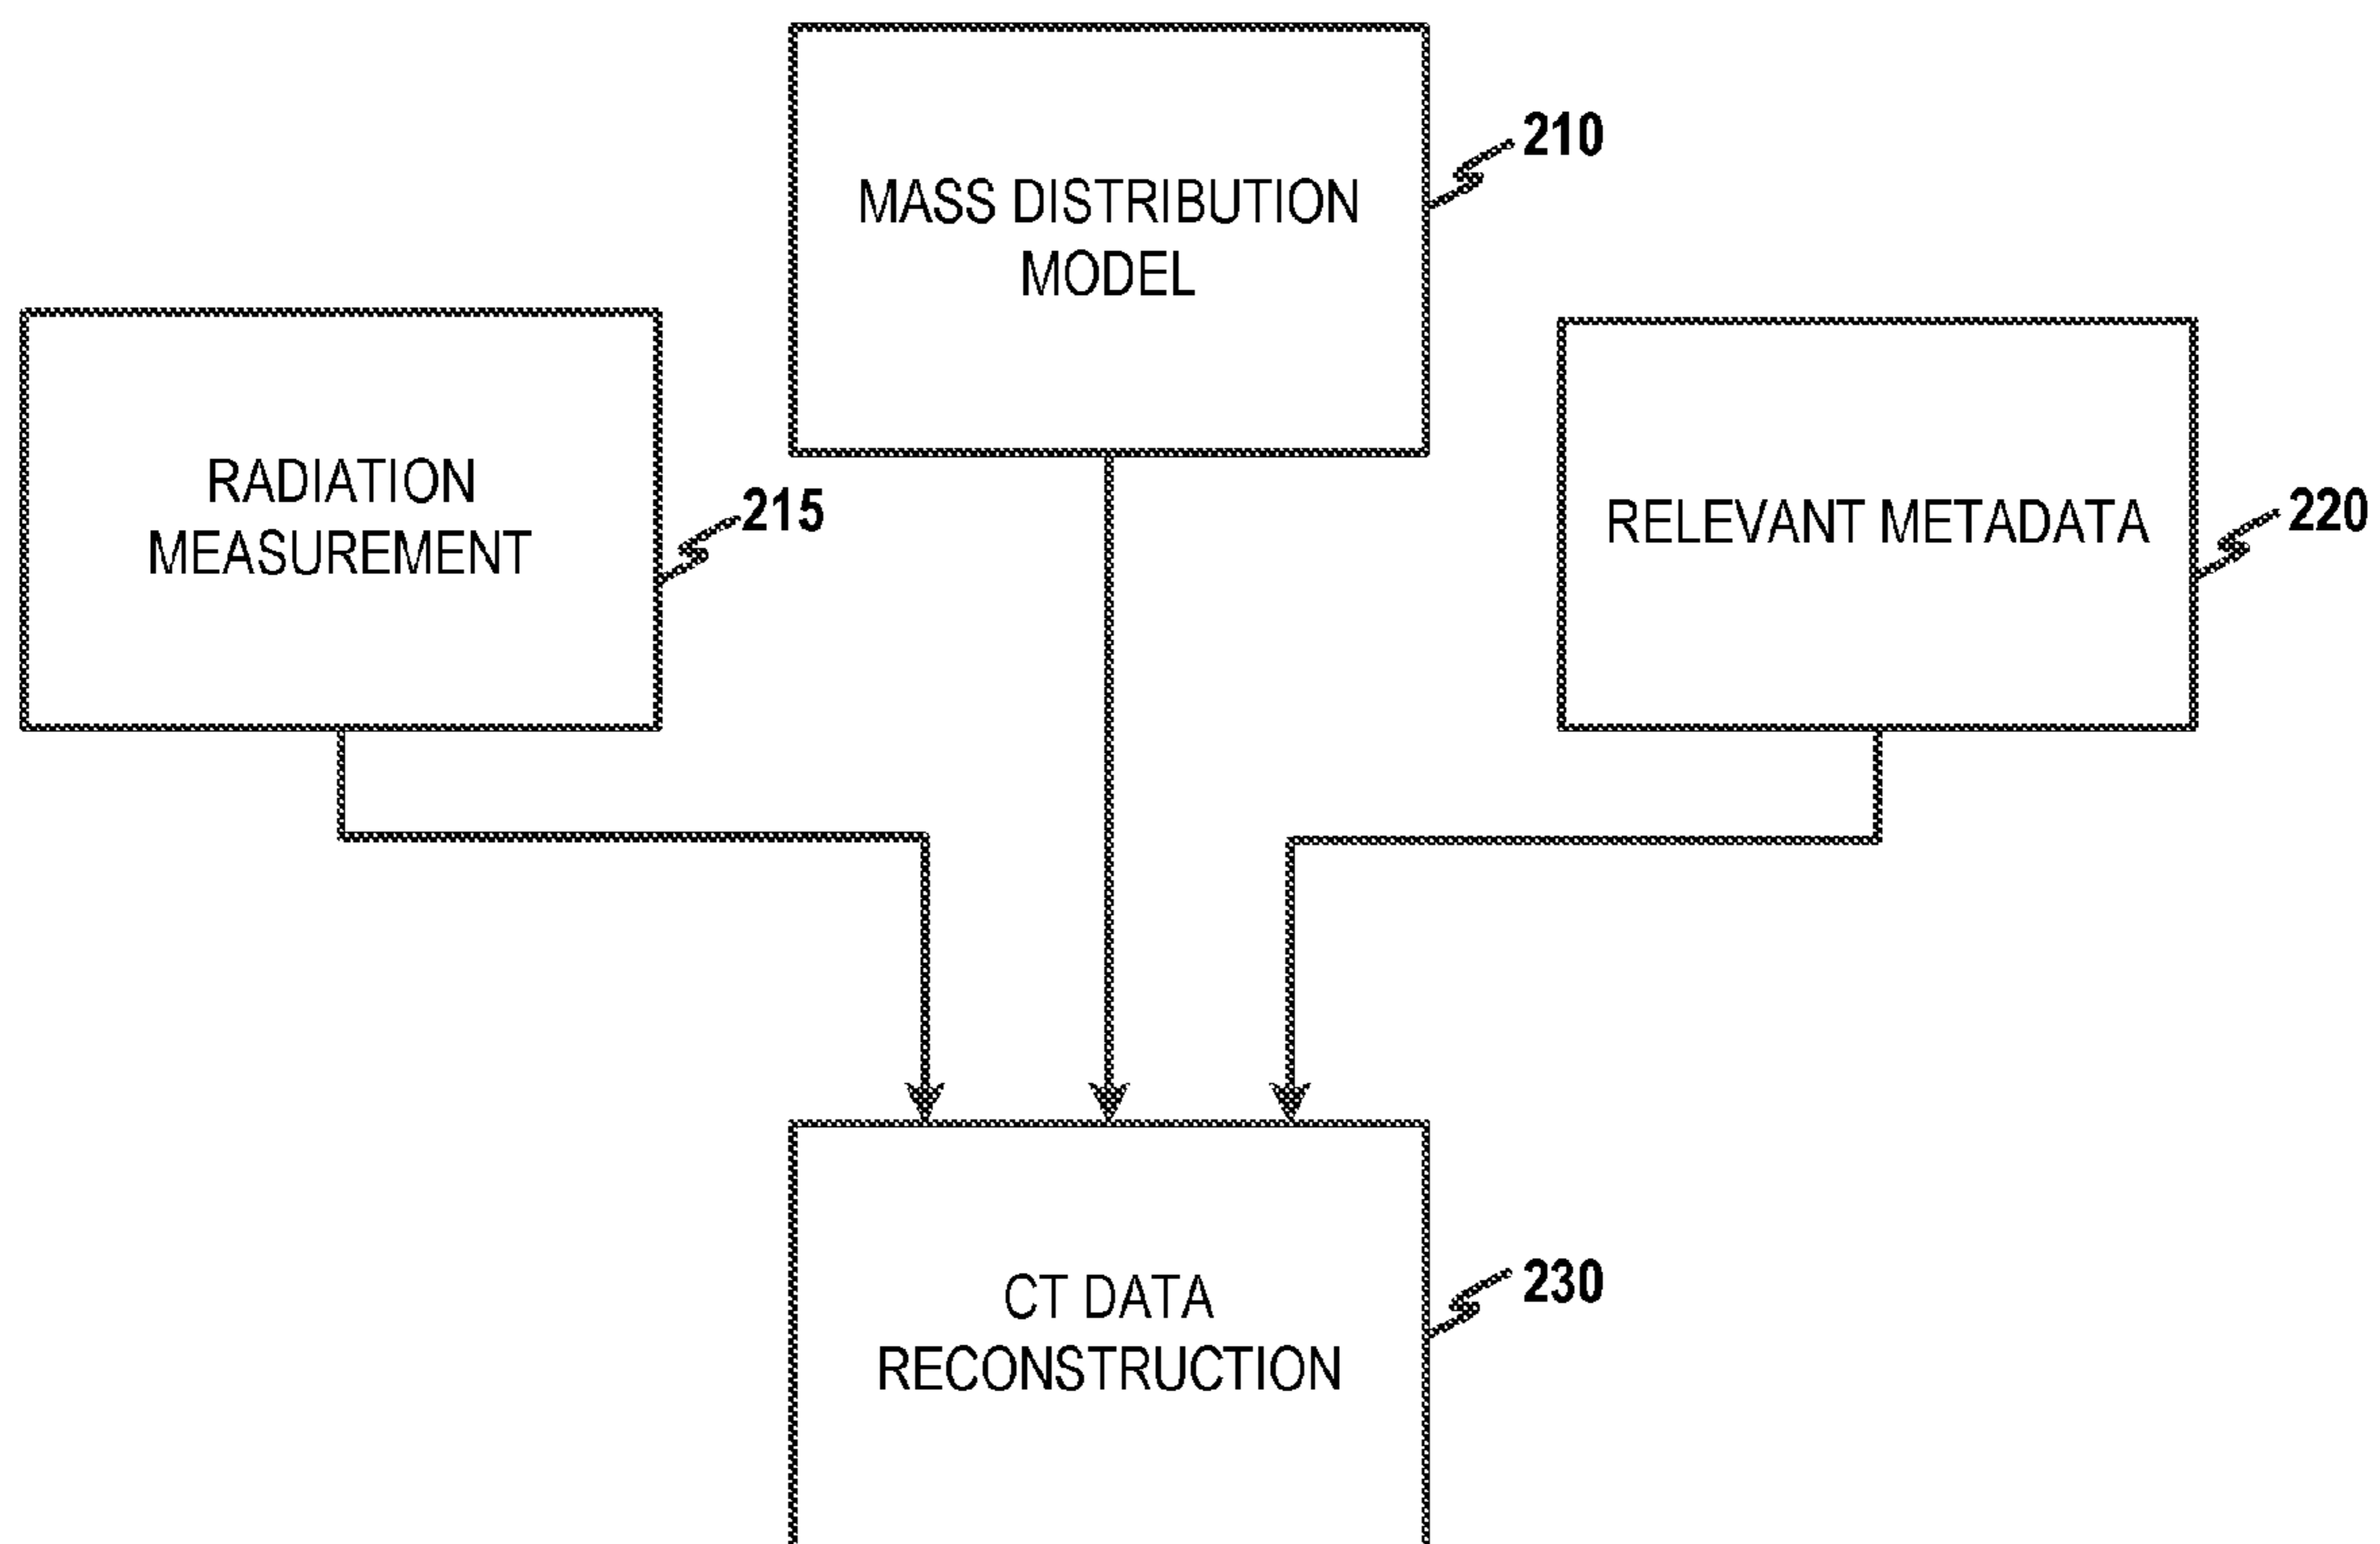 MASS DISTRIBUTION
MODEL
210
RADIATION
MEASUREMENT
215
RELEVANT METADATA
220
CT DATA
RECONSTRUCTION
230